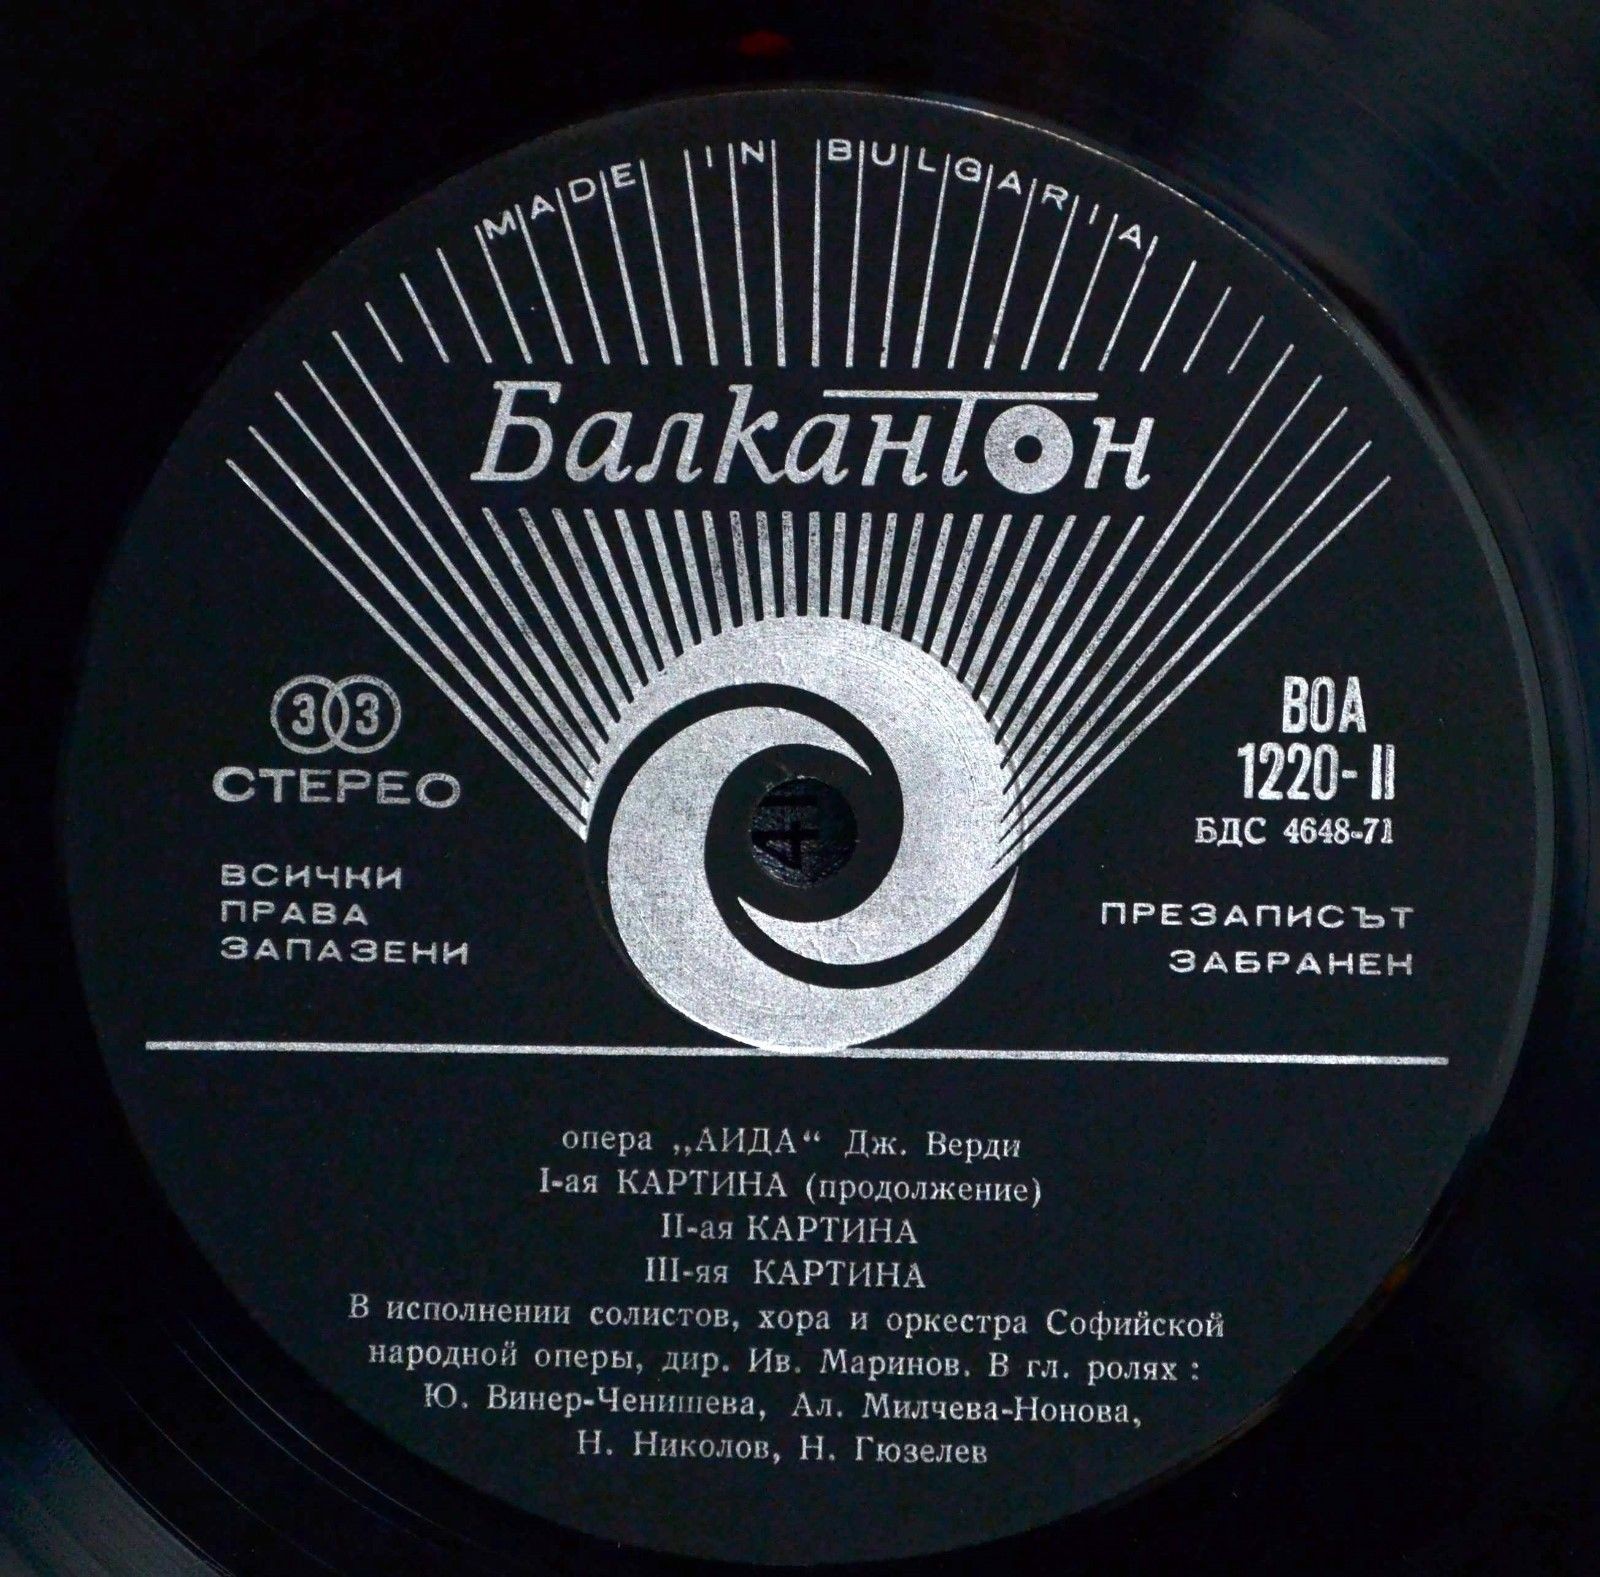 MADE IN BULGARIA
Балкантон
33
СТЕРЕО
ВСИЧКИ
ПРАВА
ЗАПАЗЕНИ
ВОА
1220-II
БДС 4648-71
ПРЕЗАПИСЪТ
ЗАБРАНЕН
опера „АИДА“ Дж. Верди
I-ая КАРТИНА (продолжение)
II-ая КАРТИНА
III-яя КАРТИНА
В исполнении солистов, хора и оркестра Софийской
народной оперы, дир. Ив. Маринов. В гл. ролях :
Ю. Винер-Ченишева, Ал. Милчева-Нонова,
Н. Николов, Н. Гюзелев